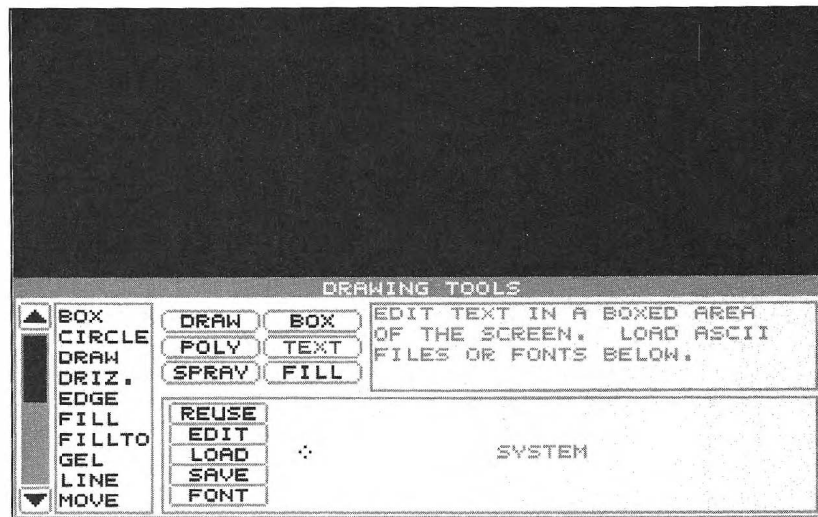 DRAWING TOOLS
BOX
CIRCLE
DRAW
DRIZ.
EDGE
FILL
FILLTO
GEL
LINE
MOVE
DRAW BOX
POLY TEXT
SPRAY FILL
EDIT TEXT IN A BOXED AREA
OF THE SCREEN. LOAD ASCII
FILES OR FONTS BELOW.
REUSE
EDIT
LOAD
SAVE
FONT
SYSTEM